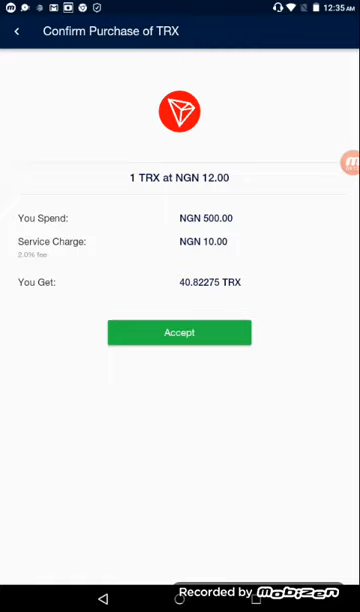 12:35 AM
Confirm Purchase of TRX
1 TRX at NGN 12.00
You Spend: NGN 500.00
Service Charge: NGN 10.00
2.0% fee
You Get: 40.82275 TRX
Accept
Recorded by mobizen